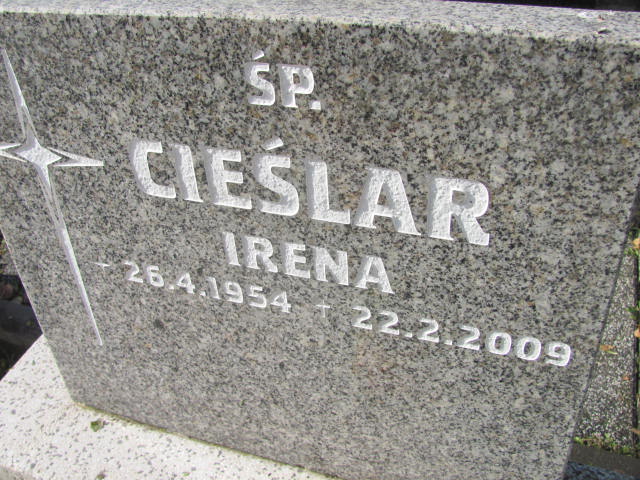 ŚP.
CIEŚLAR
IRENA
26.4.1954 † 22.2.2009